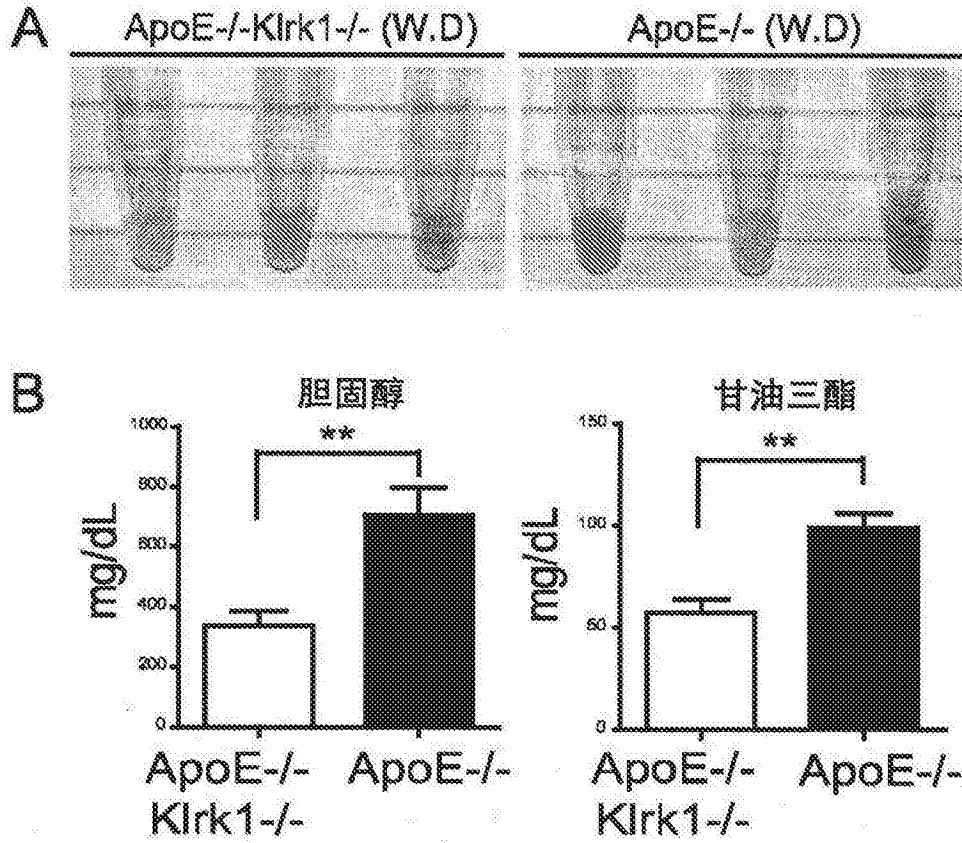 A
ApoE-/-Klrk1-/- (W.D)
ApoE-/- (W.D)
B
胆固醇
1000
800
600
400
200
0
mg/dL
**
ApoE-/-
Klrk1-/-
ApoE-/-
甘油三酯
150
100
50
0
mg/dL
**
ApoE-/-
Klrk1-/-
ApoE-/-